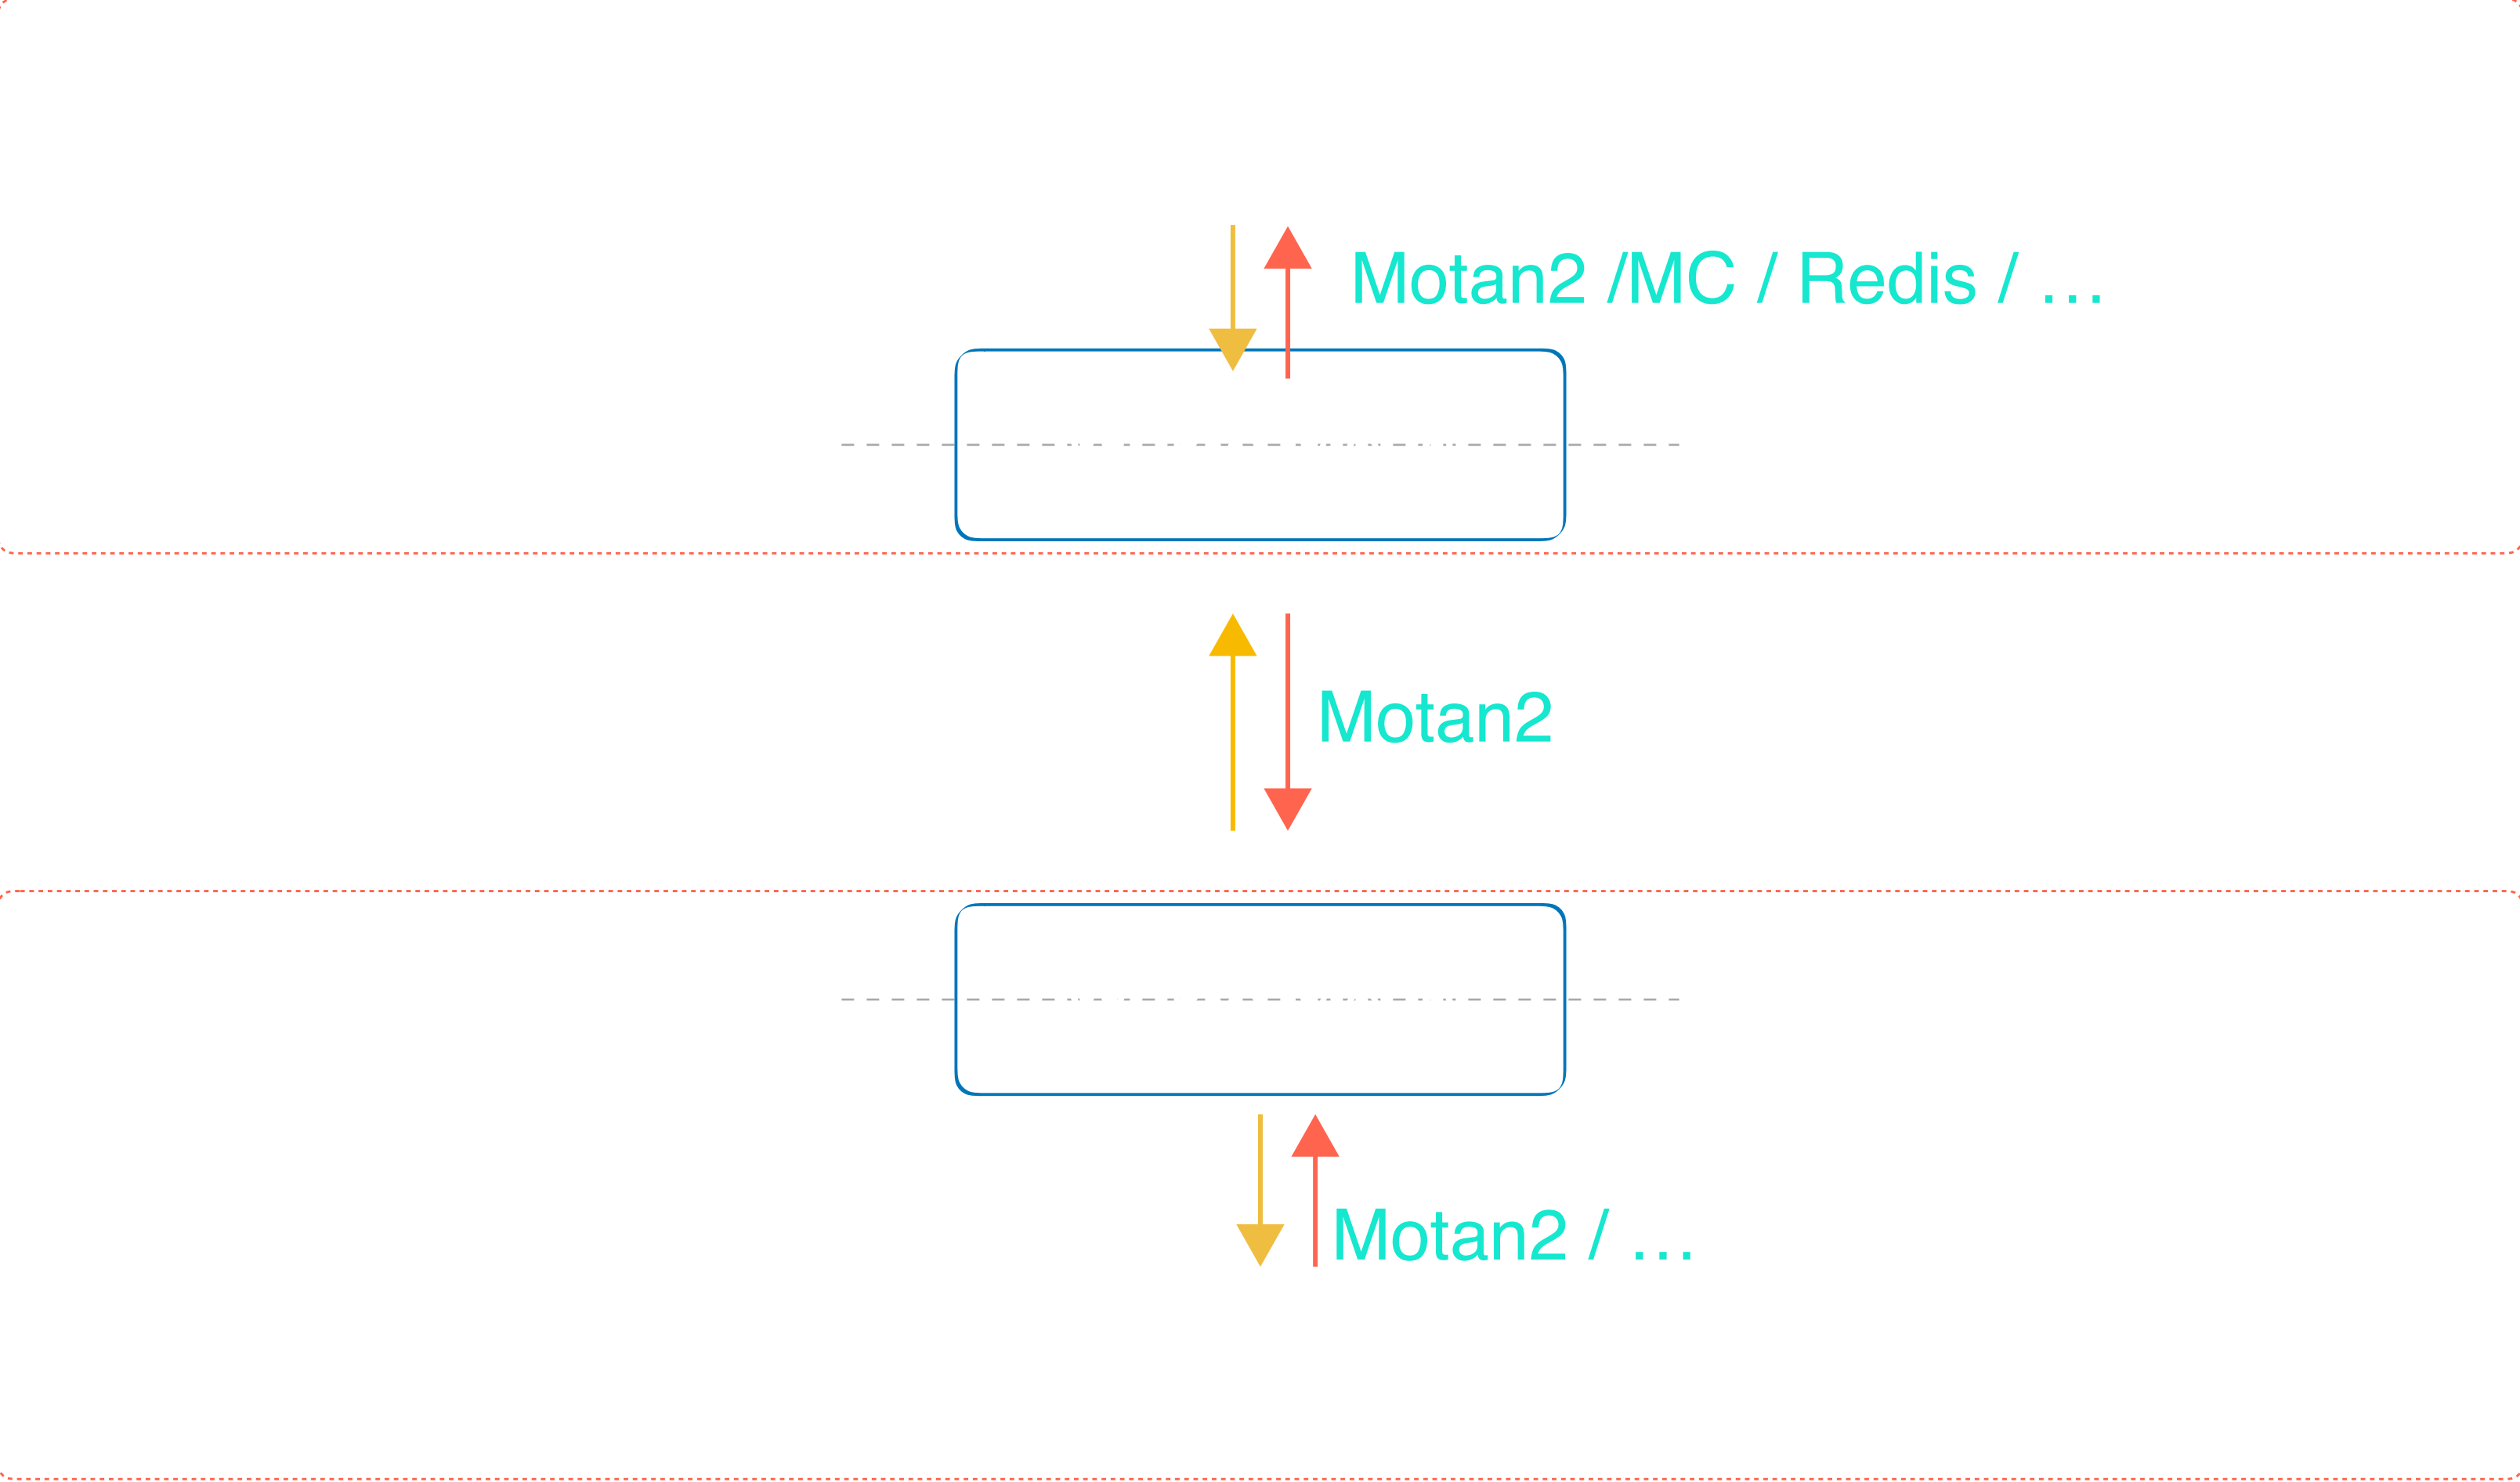 Motan2 /MC / Redis / …
Motan2
Motan2 / …